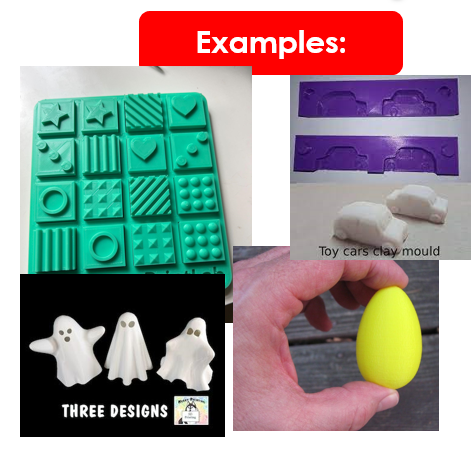 Examples:
Toy cars clay mould
THREE DESIGNS